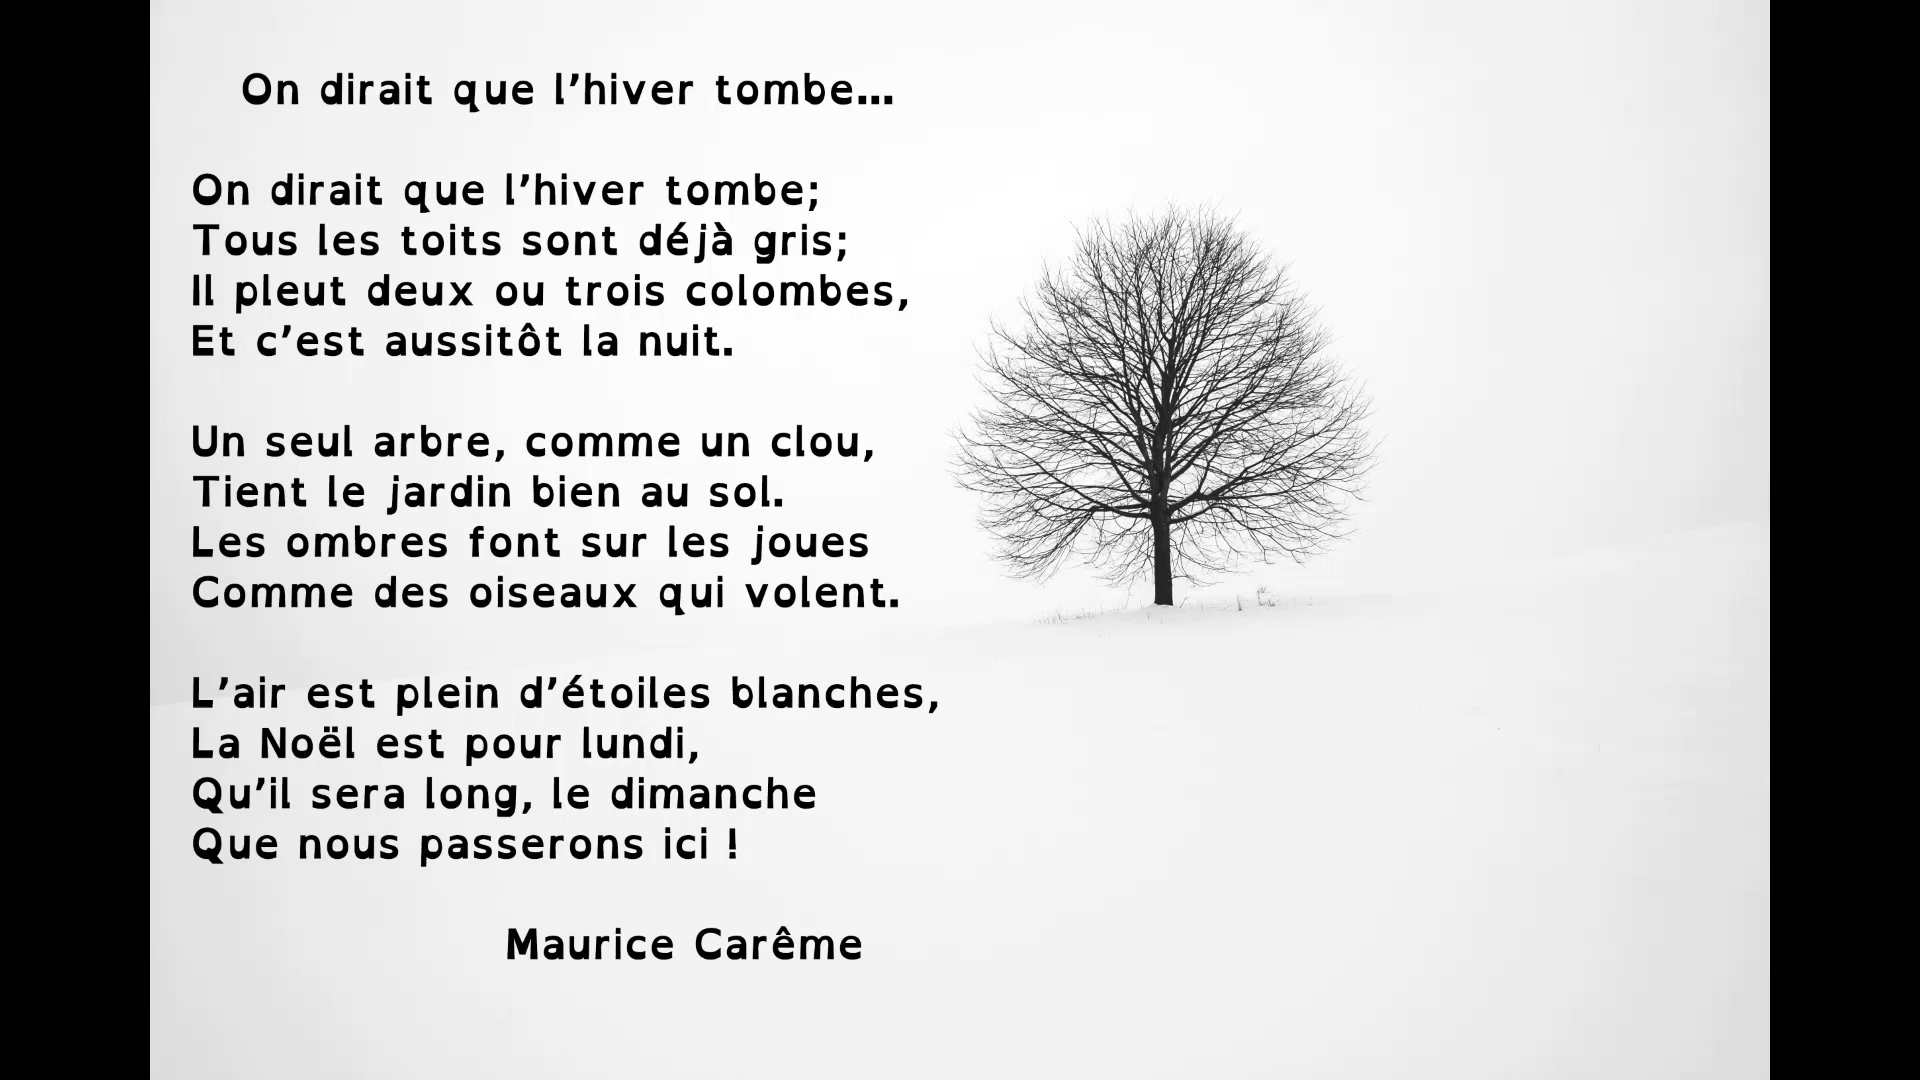 On dirait que l’hiver tombe...
On dirait que l’hiver tombe;
Tous les toits sont déjà gris;
Il pleut deux ou trois colombes,
Et c’est aussitôt la nuit.
Un seul arbre, comme un clou,
Tient le jardin bien au sol.
Les ombres font sur les joues
Comme des oiseaux qui volent.
L’air est plein d’étoiles blanches,
La Noël est pour lundi,
Qu’il sera long, le dimanche
Que nous passerons ici !
Maurice Carême